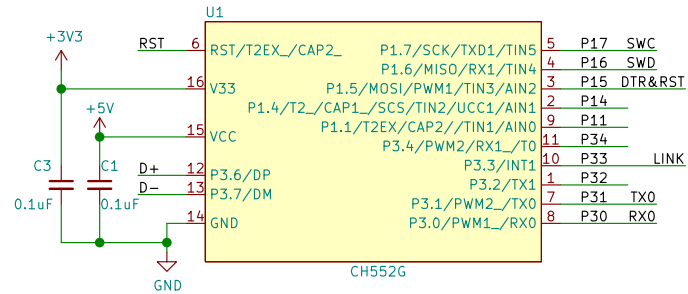 U1
+3V3
RST 6 RST/T2EX_/CAP2_ P1.7/SCK/TXD1/TIN5 5 P17 SWC
P1.6/MISO/RX1/TIN4 4 P16 SWD
16 V33 P1.5/MOSI/PWM1/TIN3/AIN2 3 P15 DTR&RST
+5V P1.4/T2_/CAP1_/SCS/TIN2/UCC1/AIN1 2 P14
P1.1/T2EX/CAP2//TIN1/AIN0 9 P11
15 VCC P3.4/PWM2/RX1_/T0 11 P34
C3 C1 P3.3/INT1 10 P33 LINK
D+ 12 P3.6/DP P3.2/TX1 1 P32
D- 13 P3.7/DM P3.1/PWM2_/TX0 7 P31 TX0
0.1uF 0.1uF
14 GND P3.0/PWM1_/RX0 8 P30 RX0
CH552G
GND